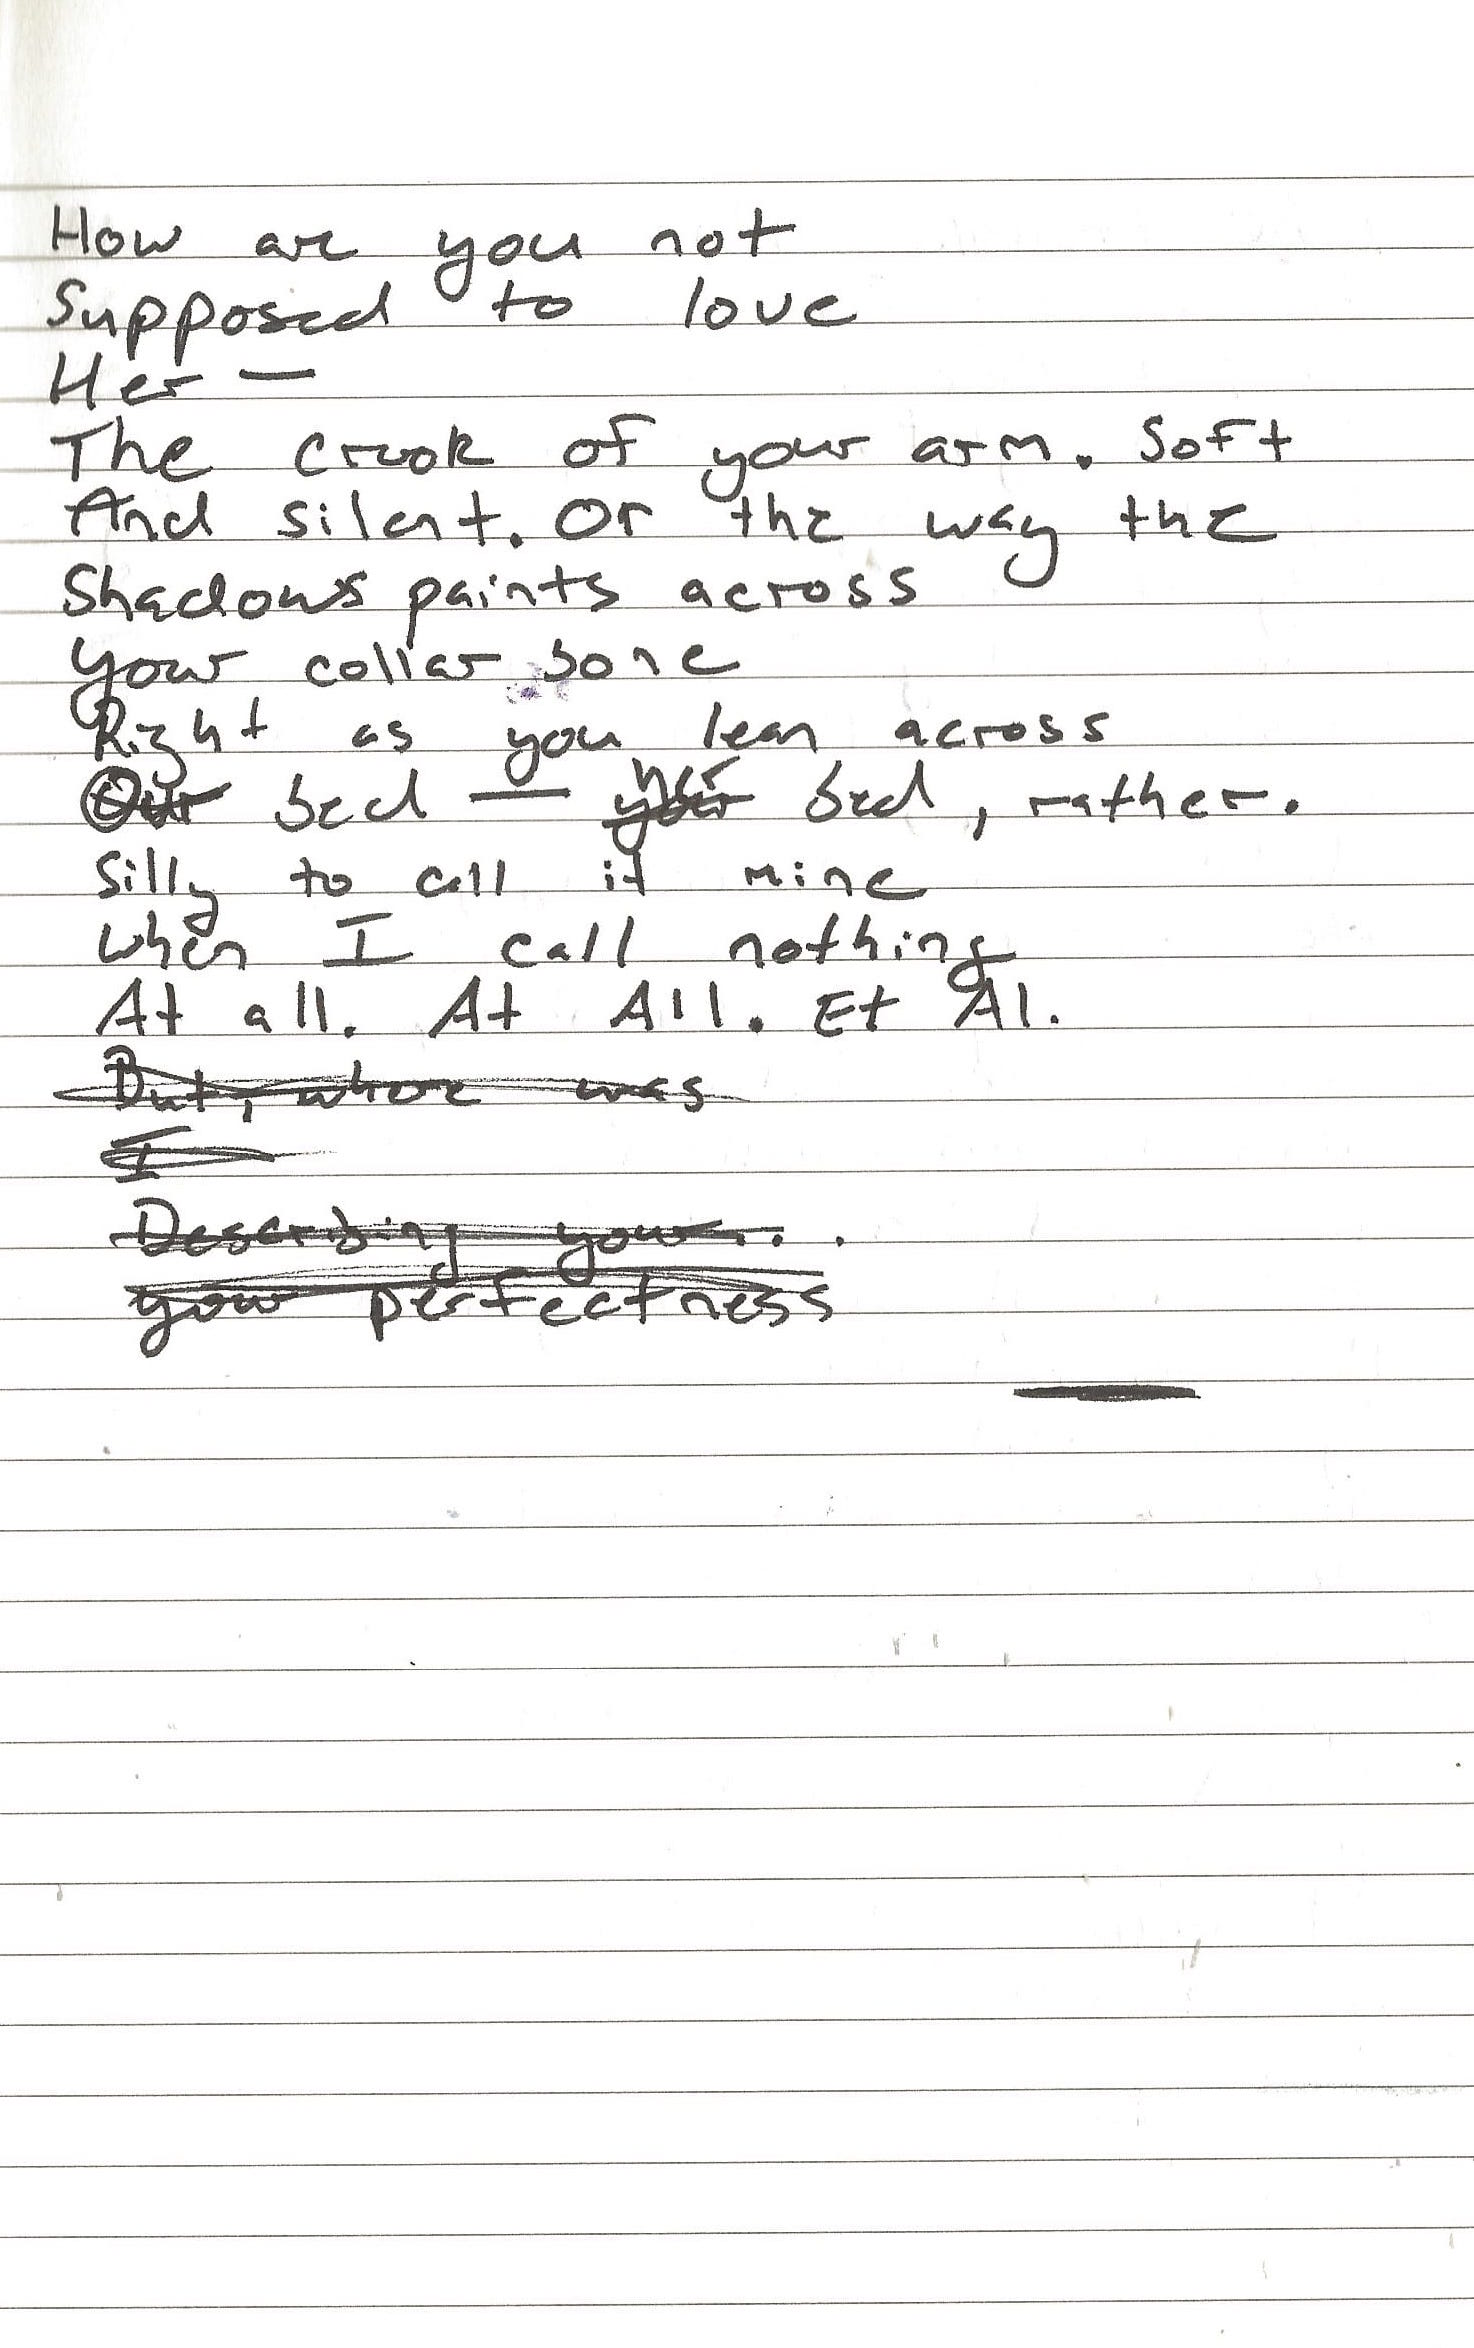 How are you not
Supposed to love
Her —
The crook of your arm. Soft
And silent. Or the way the
Shadows paints across
your collar bone
Right as you lean across
Our bed — her bed, rather.
Silly to call it mine
When I call nothing
At all. At All. Et Al.
But, where was
I
Describing your...
your perfectness